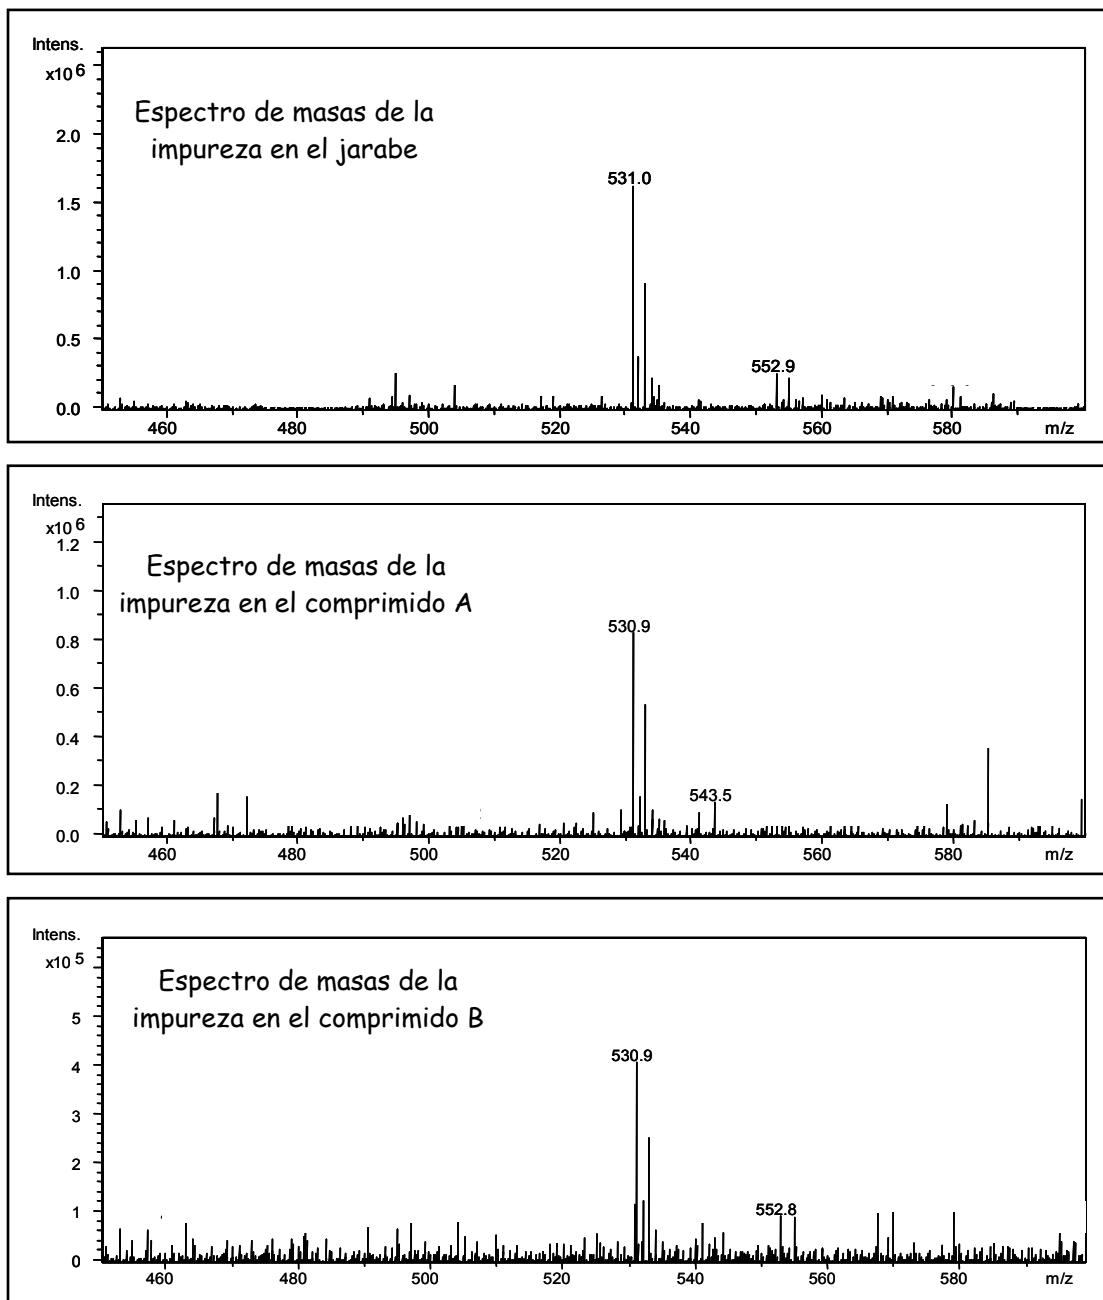 Intens.
x10 6
Espectro de masas de la
impureza en el jarabe
2.0
1.5
1.0
0.5
0.0
531.0
552.9
460 480 500 520 540 560 580 m/z
Intens.
x10 6
Espectro de masas de la
impureza en el comprimido A
1.2
1.0
0.8
0.6
0.4
0.2
0.0
530.9
543.5
460 480 500 520 540 560 580 m/z
Intens.
x10 5
Espectro de masas de la
impureza en el comprimido B
5
4
3
2
1
0
530.9
552.8
460 480 500 520 540 560 580 m/z